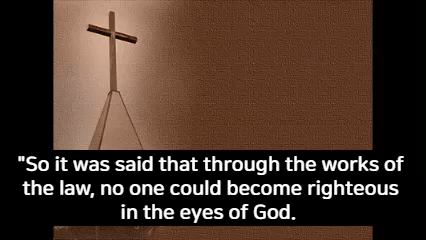 "So it was said that through the works of
the law, no one could become righteous
in the eyes of God.